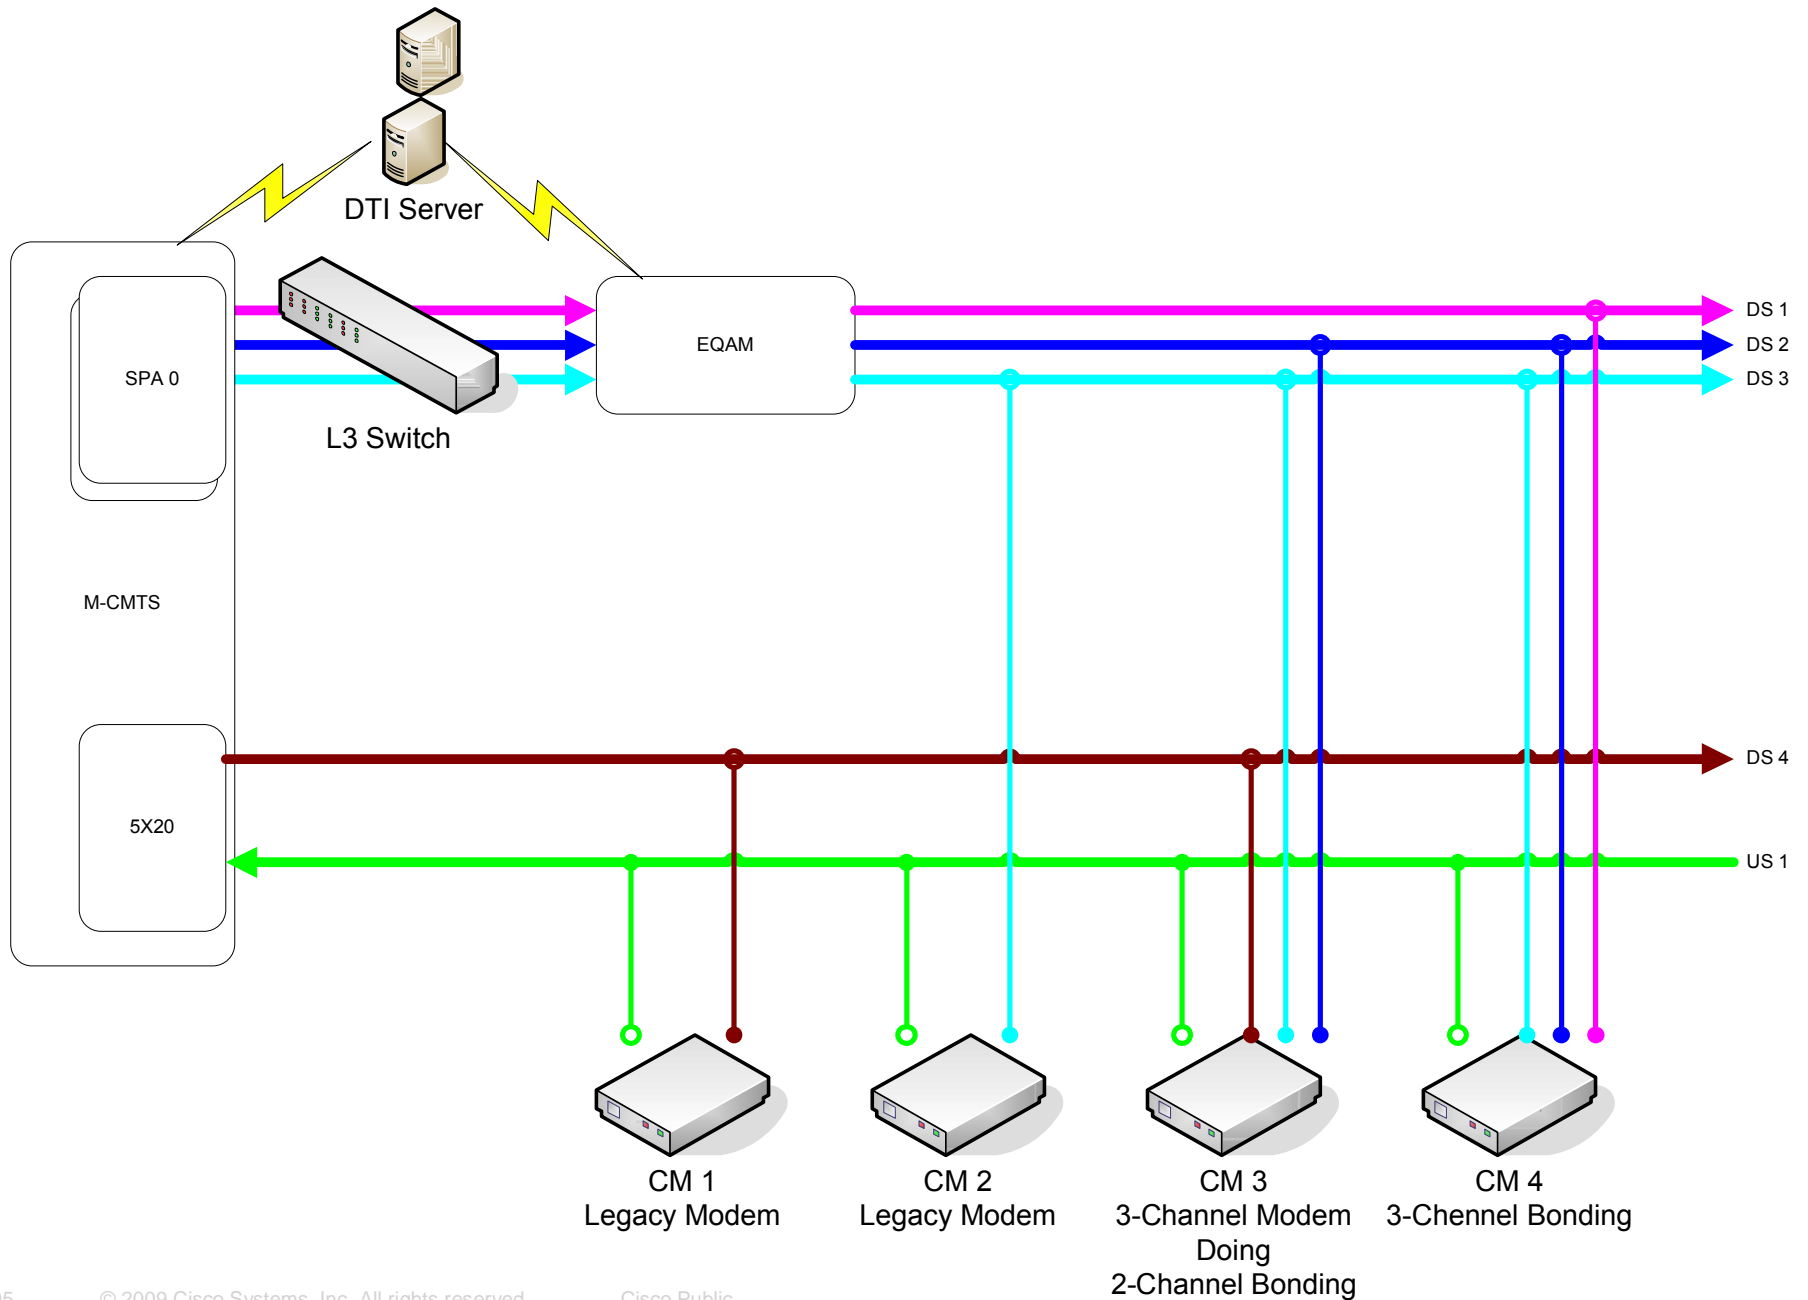 DTI Server
DS 1
DS 2
DS 3
EQAM
SPA 0
L3 Switch
M-CMTS
DS 4
5X20
US 1
CM 1
Legacy Modem
CM 2
Legacy Modem
CM 3
3-Channel Modem
Doing
2-Channel Bonding
CM 4
3-Chennel Bonding
© 2009 Cisco Systems, Inc. All rights reserved
Cisco Public